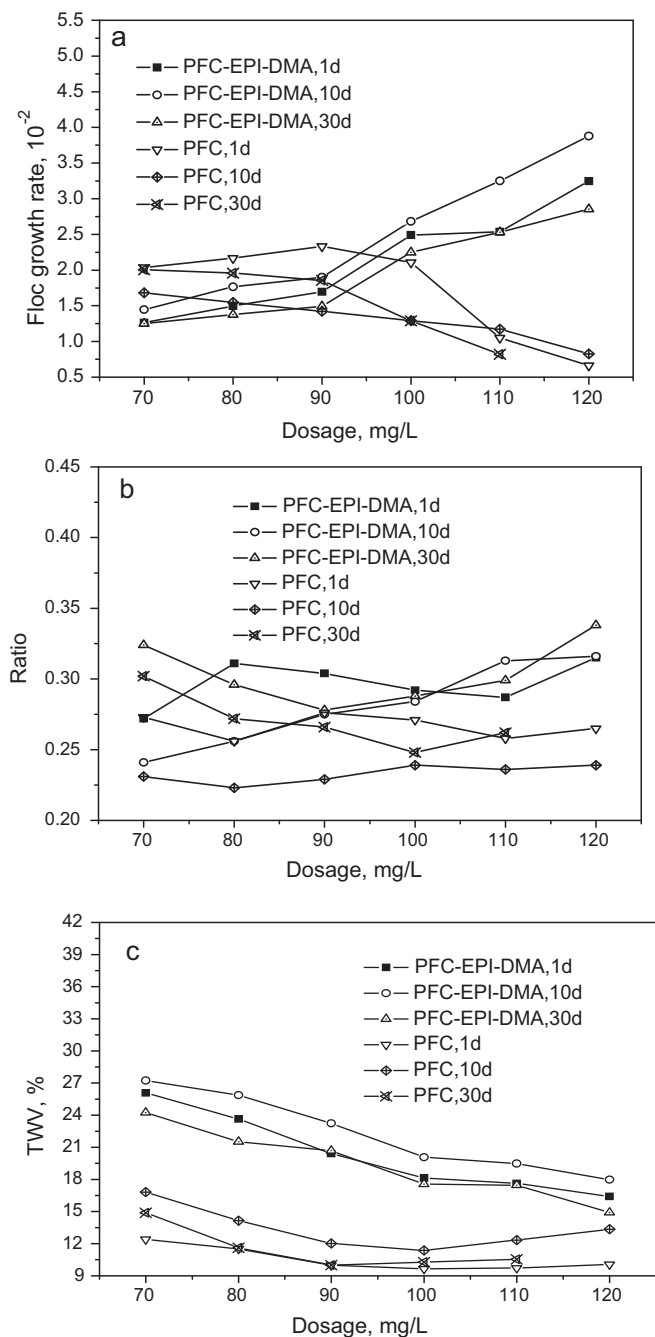 a
5.5
5.0
4.5
4.0
3.5
3.0
2.5
2.0
1.5
1.0
0.5
Floc growth rate, 10⁻²
PFC-EPI-DMA,1d
PFC-EPI-DMA,10d
PFC-EPI-DMA,30d
PFC,1d
PFC,10d
PFC,30d
70 80 90 100 110 120
Dosage, mg/L
b
0.45
0.40
0.35
0.30
0.25
0.20
Ratio
PFC-EPI-DMA,1d
PFC-EPI-DMA,10d
PFC-EPI-DMA,30d
PFC,1d
PFC,10d
PFC,30d
70 80 90 100 110 120
Dosage, mg/L
c
42
39
36
33
30
27
24
21
18
15
12
9
TWV, %
PFC-EPI-DMA,1d
PFC-EPI-DMA,10d
PFC-EPI-DMA,30d
PFC,1d
PFC,10d
PFC,30d
70 80 90 100 110 120
Dosage, mg/L